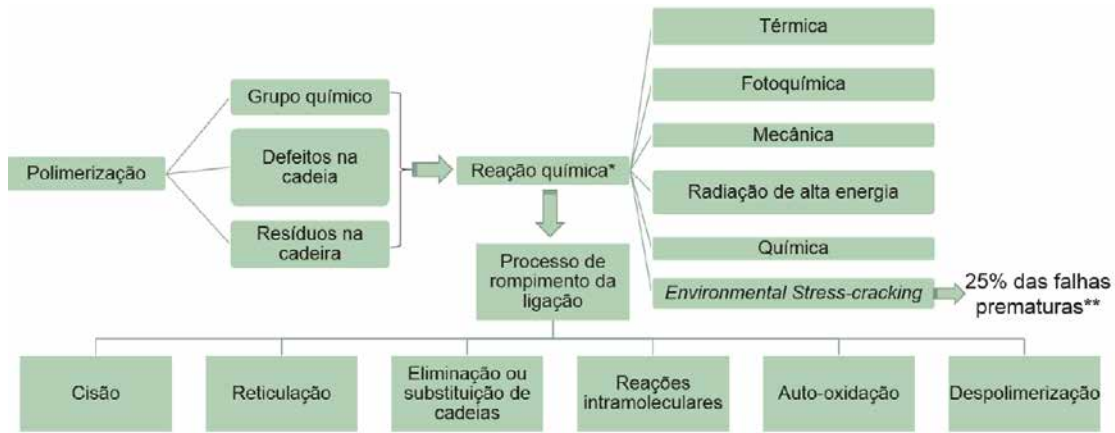 Polimerização
Grupo químico
Defeitos na
cadeia
Resíduos na
cadeira
Reação química*
Térmica
Fotoquímica
Mecânica
Radiação de alta energia
Química
Environmental Stress-cracking
25% das falhas
prematuras**
Processo de
rompimento da
ligação
Cisão
Reticulação
Eliminação ou
substituição de
cadeias
Reações
intramoleculares
Auto-oxidação
Despolimerização